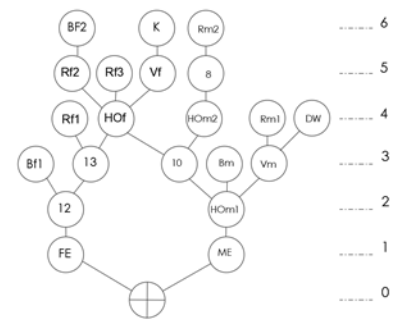 BF2 K Rm2 6
Rf2 Rf3 Vf 8 5
Rf1 HOf HOm2 Rm1 DW 4
Bf1 13 10 Bm Vm 3
12 HOm1 2
FE ME 1
0